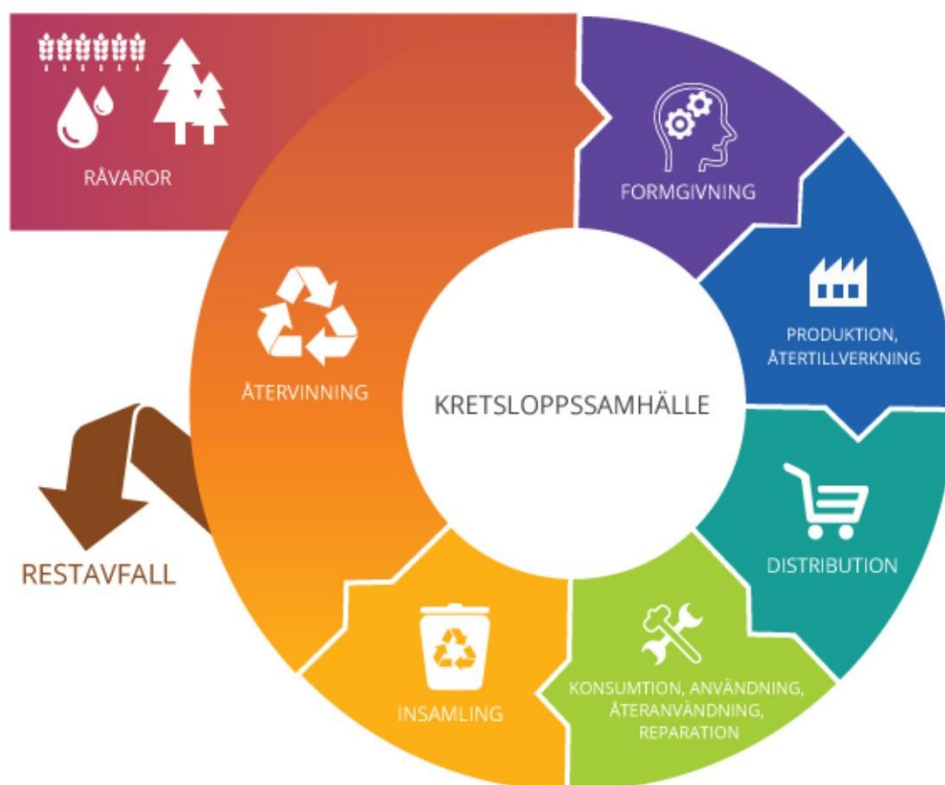 RÅVAROR
FORMGIVNING
PRODUKTION,
ÅTERTILLVERKNING
ÅTERVINNING
KRETSLOPPSSAMHÄLLE
DISTRIBUTION
RESTAVFALL
KONSUMTION, ANVÄNDNING,
ÅTERANVÄNDNING,
REPARATION
INSAMLING